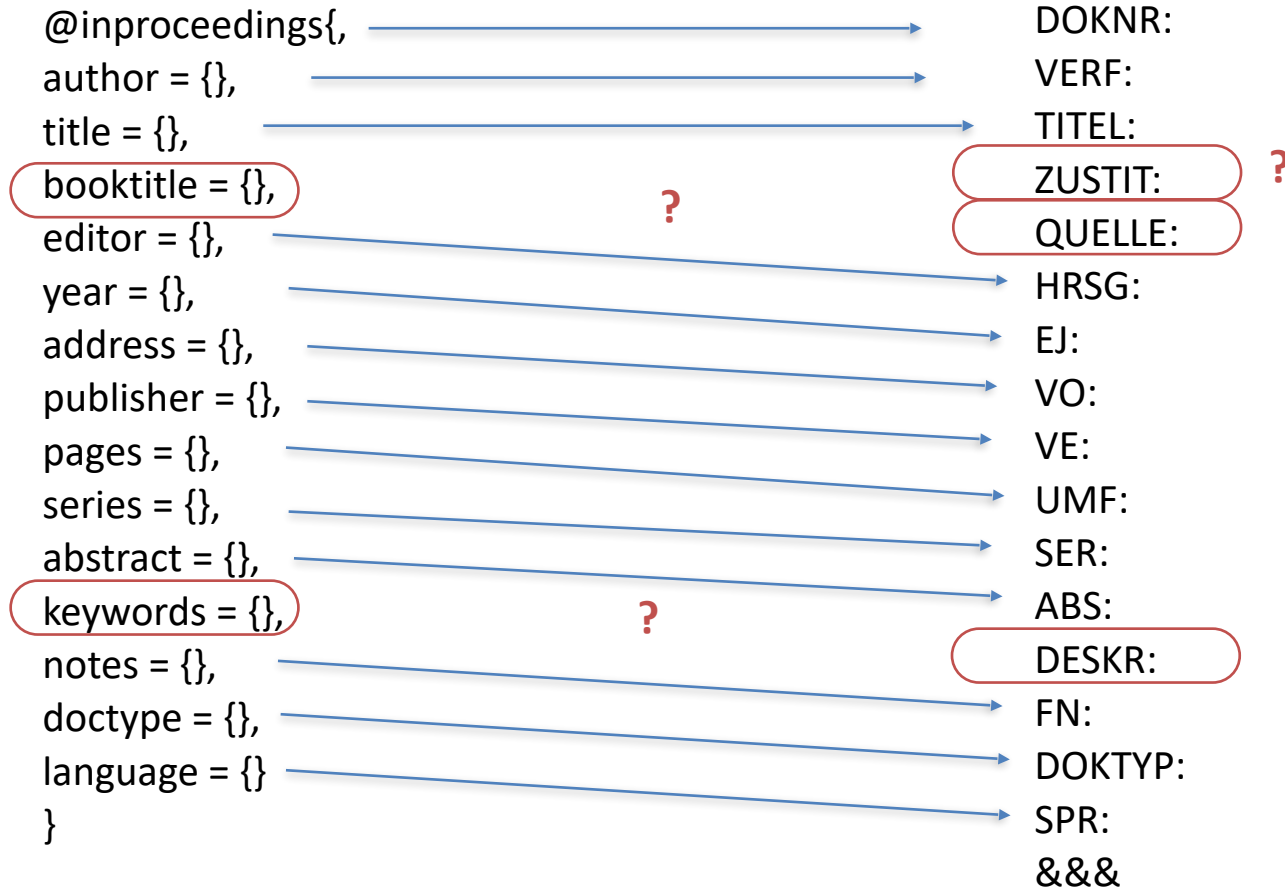 @inproceedings{,
author = {},
title = {},
booktitle = {},
editor = {},
year = {},
address = {},
publisher = {},
pages = {},
series = {},
abstract = {},
keywords = {},
notes = {},
doctype = {},
language = {}
}
?
?
DOKNR:
VERF:
TITEL:
ZUSTIT:
?
QUELLE:
HRSG:
EJ:
VO:
VE:
UMF:
SER:
ABS:
DESKR:
FN:
DOKTYP:
SPR:
&&&